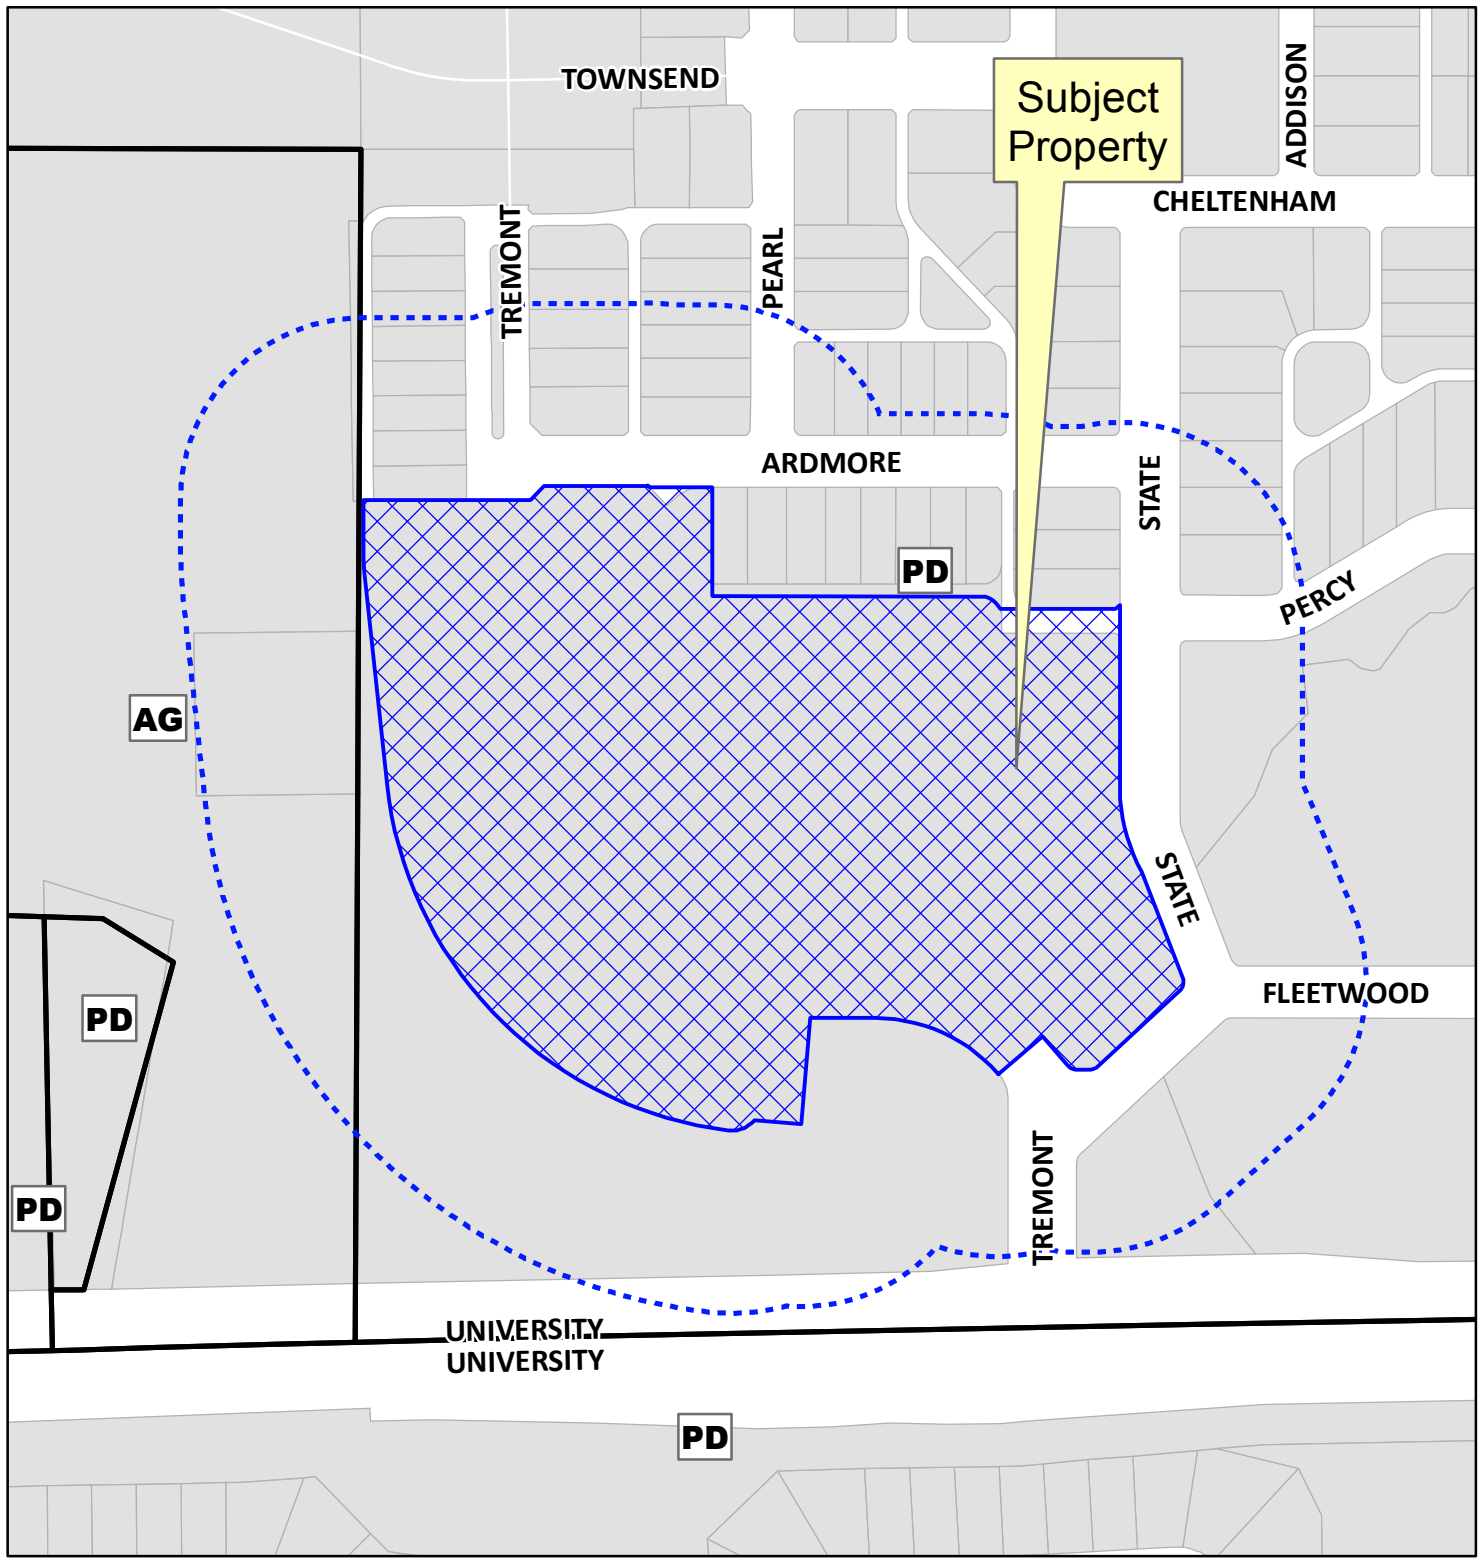 TOWNSEND
ADDISON
Subject
Property
CHELTENHAM
TREMONT
PEARL
ARDMORE
STATE
PD
PERCY
AG
STATE
FLEETWOOD
PD
TREMONT
PD
UNIVERSITY
UNIVERSITY
PD